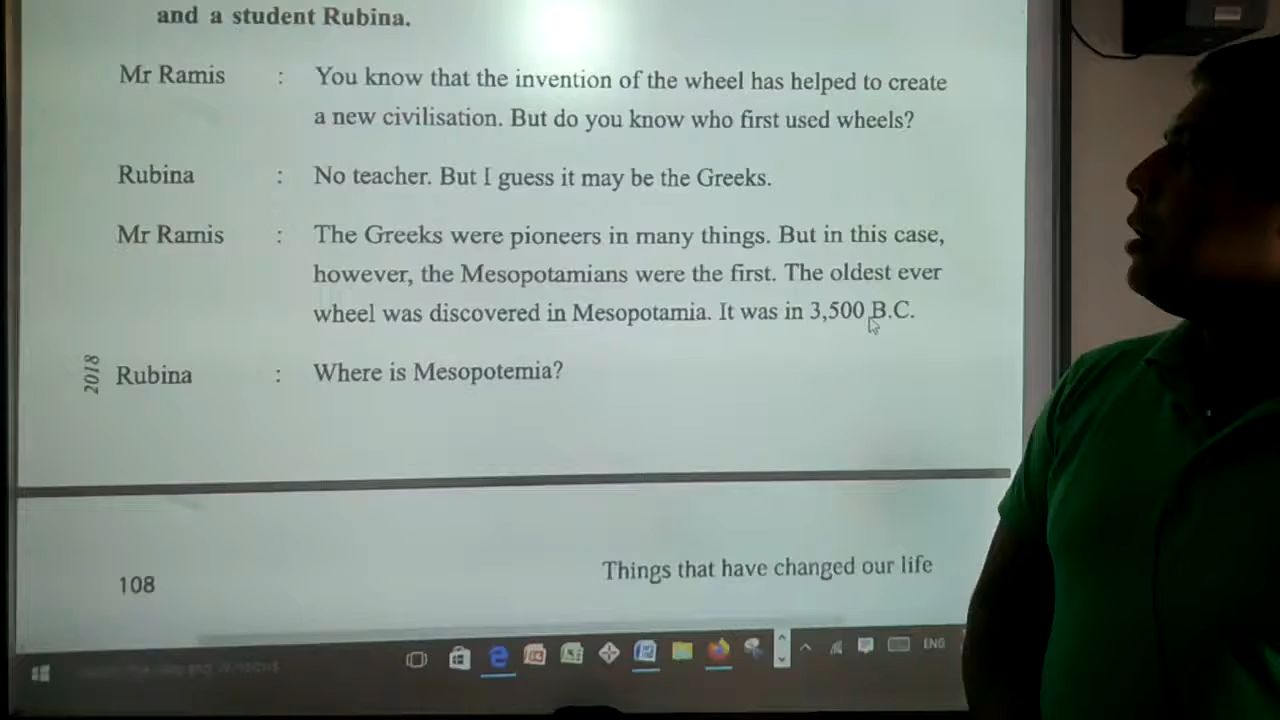 and a student Rubina.
Mr Ramis : You know that the invention of the wheel has helped to create
a new civilisation. But do you know who first used wheels?
Rubina : No teacher. But I guess it may be the Greeks.
Mr Ramis : The Greeks were pioneers in many things. But in this case,
however, the Mesopotamians were the first. The oldest ever
wheel was discovered in Mesopotamia. It was in 3,500 B.C.
2018
Rubina : Where is Mesopotemia?
108
Things that have changed our life
ENG